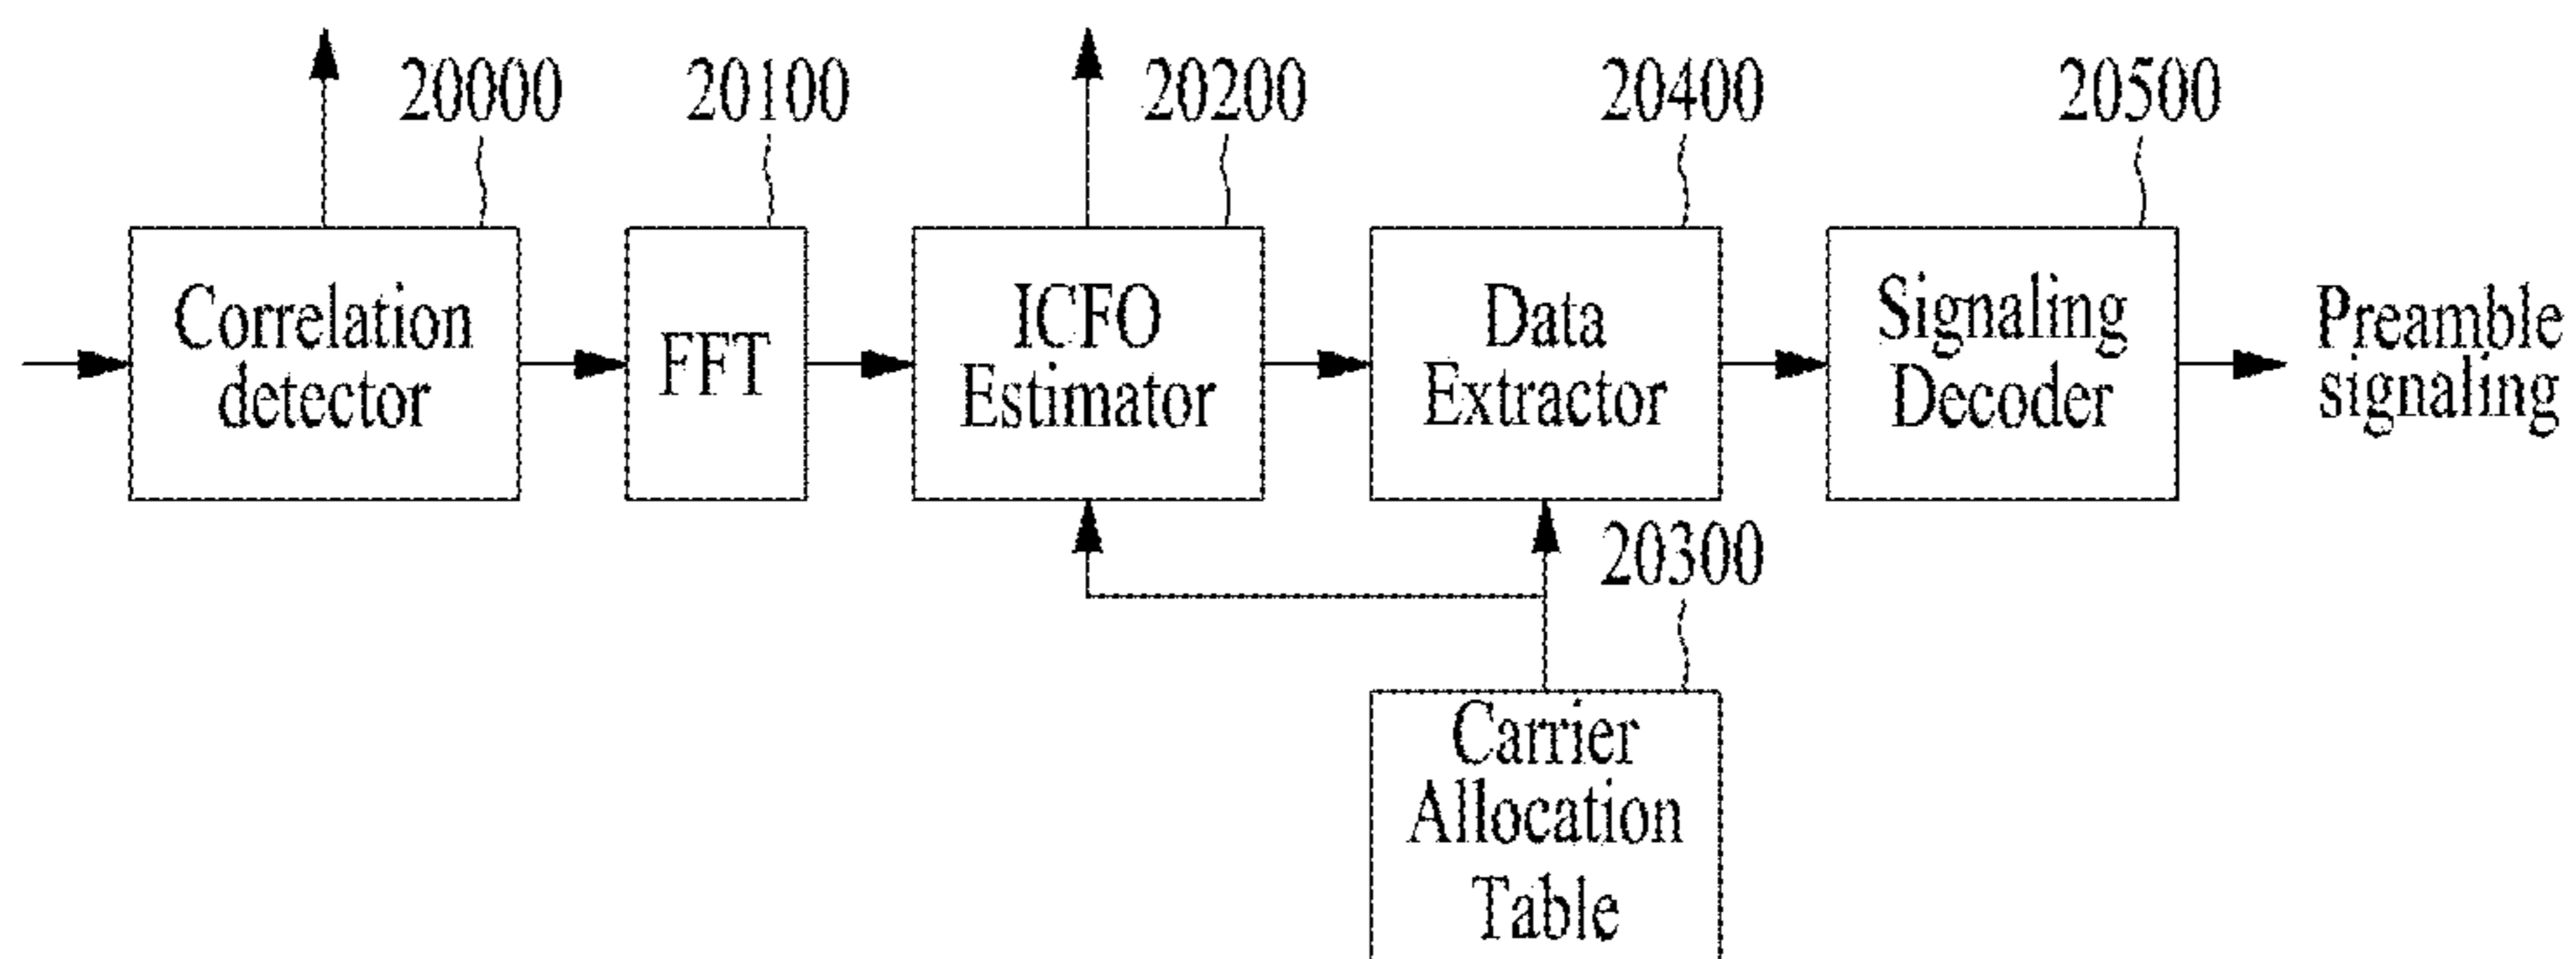 20000
20100
20200
20400
20500
Correlation
detector
FFT
ICFO
Estimator
Data
Extractor
Signaling
Decoder
Preamble
signaling
20300
Carrier
Allocation
Table